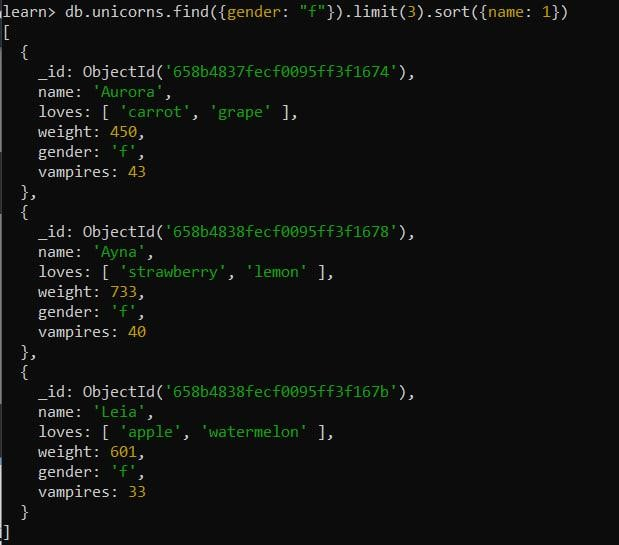 learn> db.unicorns.find({gender: "f"}).limit(3).sort({name: 1})
[
  {
    _id: ObjectId('658b4837fecf0095ff3f1674'),
    name: 'Aurora',
    loves: [ 'carrot', 'grape' ],
    weight: 450,
    gender: 'f',
    vampires: 43
  },
  {
    _id: ObjectId('658b4838fecf0095ff3f1678'),
    name: 'Ayna',
    loves: [ 'strawberry', 'lemon' ],
    weight: 733,
    gender: 'f',
    vampires: 40
  },
  {
    _id: ObjectId('658b4838fecf0095ff3f167b'),
    name: 'Leia',
    loves: [ 'apple', 'watermelon' ],
    weight: 601,
    gender: 'f',
    vampires: 33
  }
]